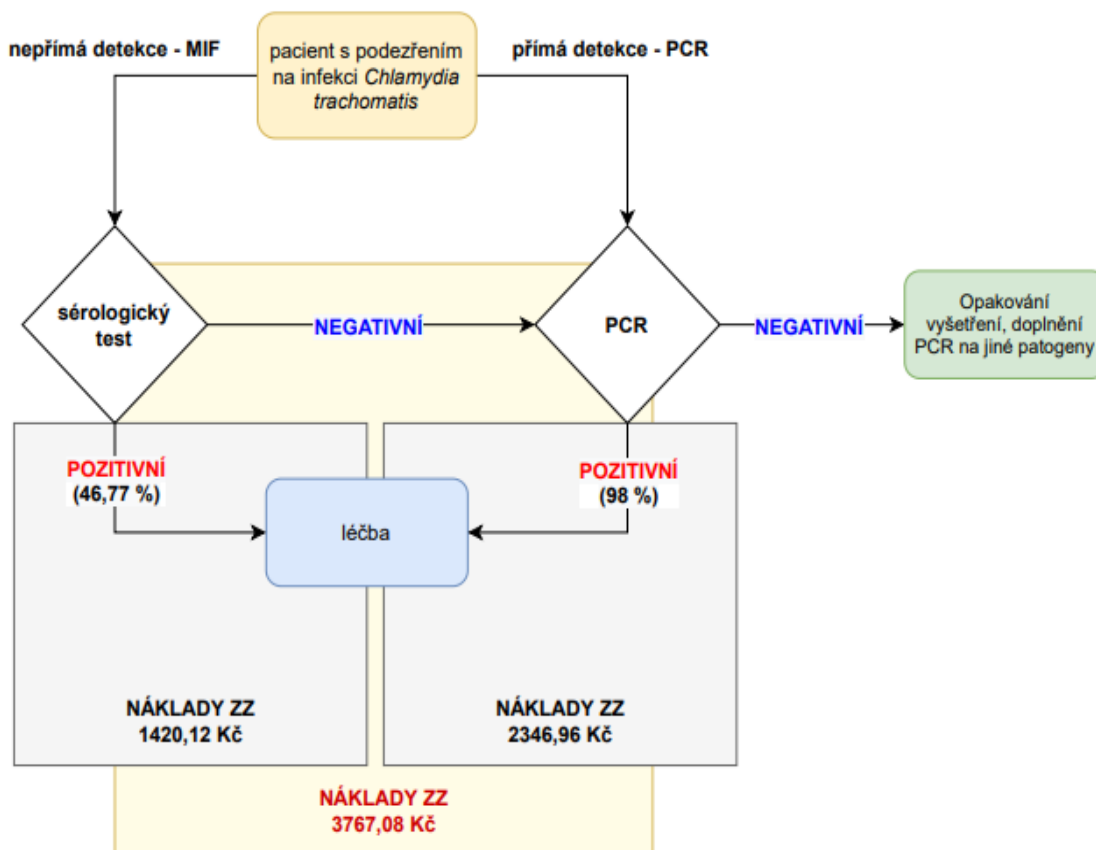 nepřímá detekce - MIF
pacient s podezřením
na infekci Chlamydia
trachomatis
přímá detekce - PCR
sérologický
test
NEGATIVNÍ
PCR
NEGATIVNÍ
Opakování
vyšetření, doplnění
PCR na jiné patogeny
POZITIVNÍ
(46,77 %)
léčba
POZITIVNÍ
(98 %)
NÁKLADY ZZ
1420,12 Kč
NÁKLADY ZZ
2346,96 Kč
NÁKLADY ZZ
3767,08 Kč